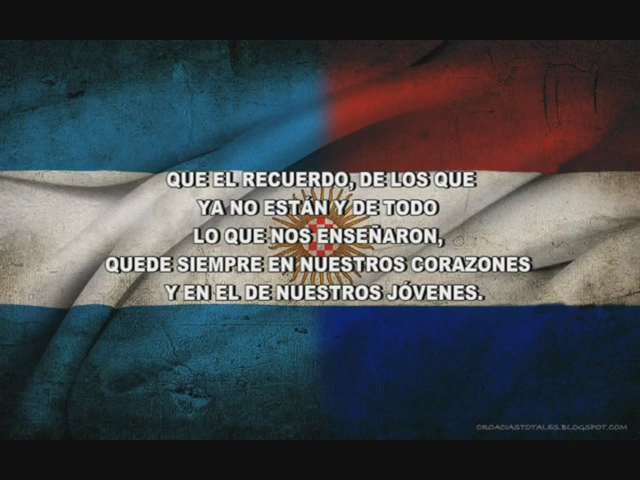 QUE EL RECUERDO, DE LOS QUE
YA NO ESTÁN Y DE TODO
LO QUE NOS ENSEÑARON,
QUEDE SIEMPRE EN NUESTROS CORAZONES
Y EN EL DE NUESTROS JÓVENES.
CROACIASTOTALES.BLOGSPOT.COM